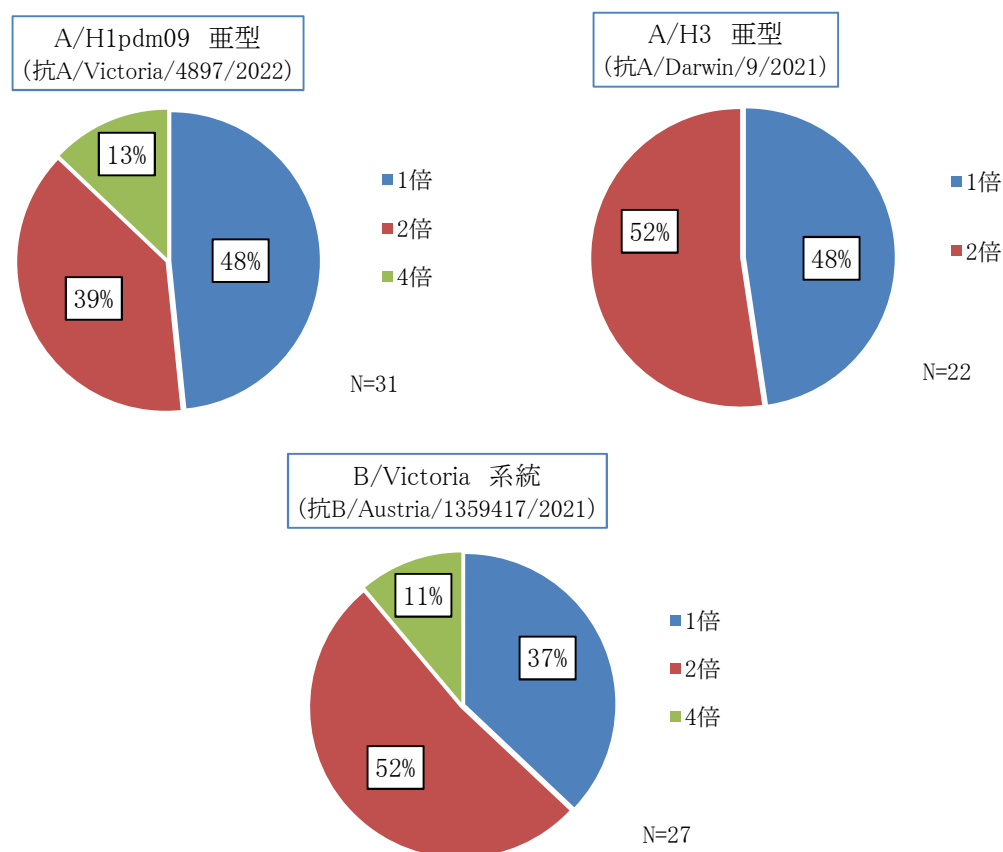 A/H1pdm09 亜型
(抗A/Victoria/4897/2022)
13%
48%
39%
1倍
2倍
4倍
N=31
A/H3 亜型
(抗A/Darwin/9/2021)
52%
48%
1倍
2倍
N=22
B/Victoria 系統
(抗B/Austria/1359417/2021)
11%
37%
52%
1倍
2倍
4倍
N=27